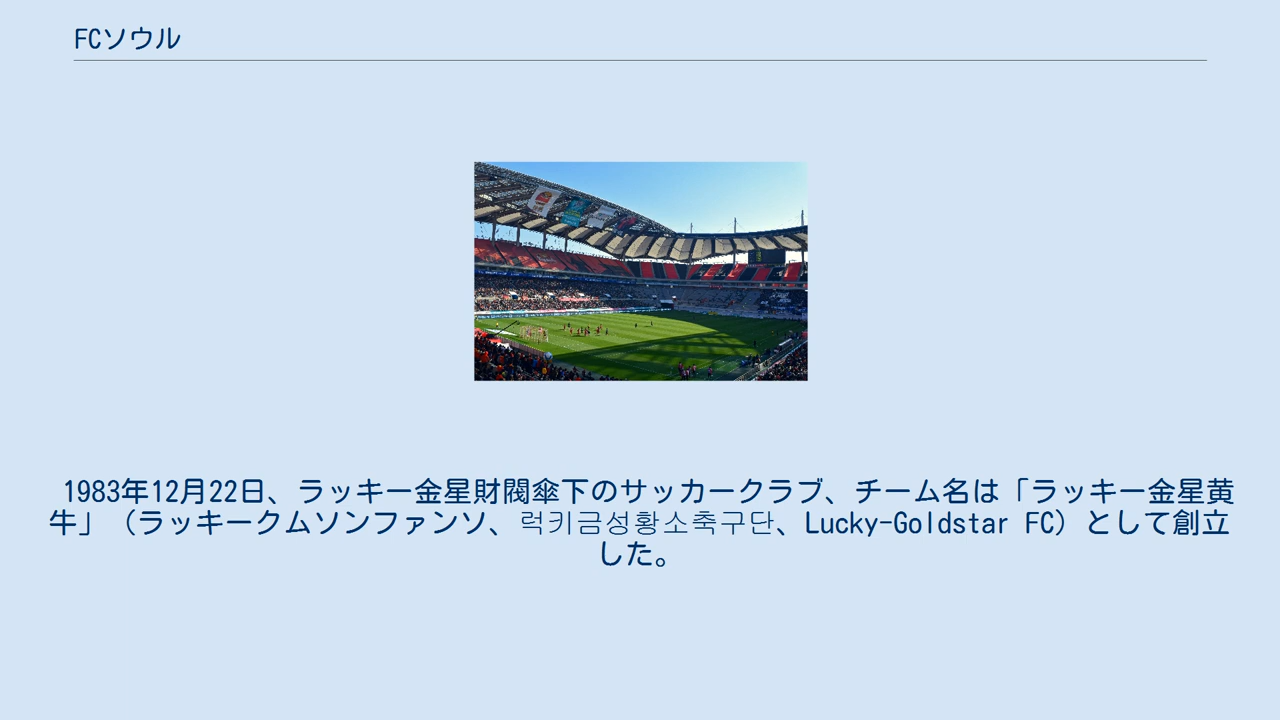 FCソウル
1983年12月22日、ラッキー金星財閥傘下のサッカークラブ、チーム名は「ラッキー金星黄
牛」（ラッキークムソンファンソ、럭키금성황소축구단、Lucky-Goldstar FC）として創立
した。